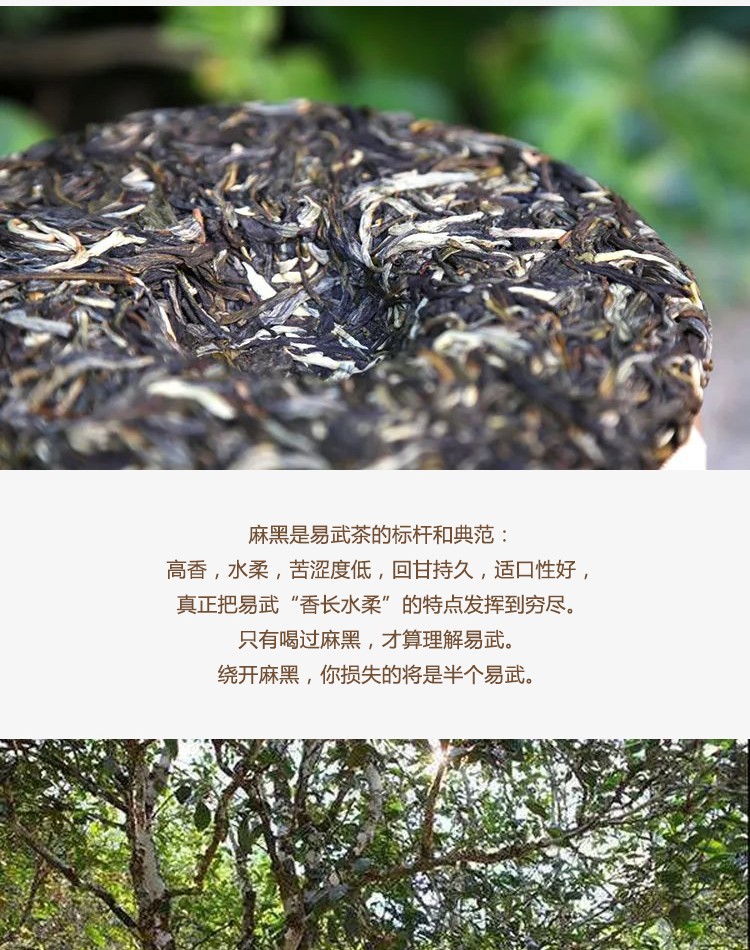 麻黑是易武茶的标杆和典范：
高香，水柔，苦涩度低，回甘持久，适口性好，
真正把易武“香长水柔”的特点发挥到穷尽。
只有喝过麻黑，才算理解易武。
绕开麻黑，你损失的将是半个易武。